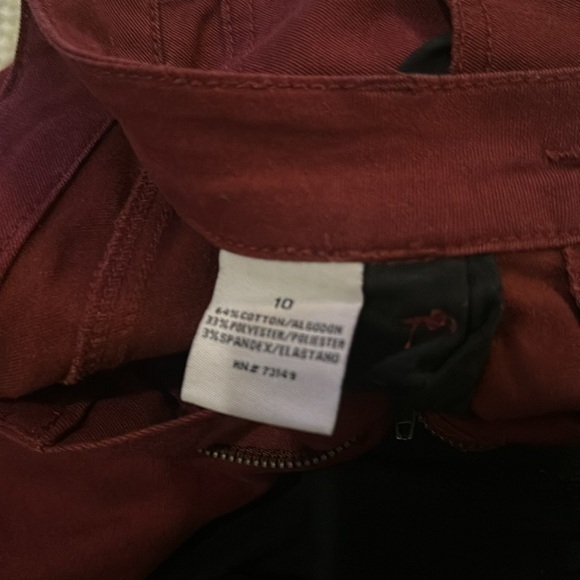 10
64% COTTON/ALGODON
33% POLYESTER/POLIESTER
3% SPANDEX/ELASTANO
RN# 73149